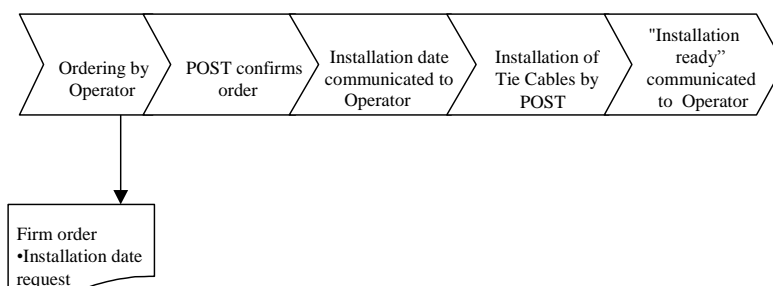 Ordering by
Operator
POST confirms
order
Installation date
communicated to
Operator
Installation of
Tie Cables by
POST
"Installation
ready”
communicated
to Operator
Firm order
•Installation date
request